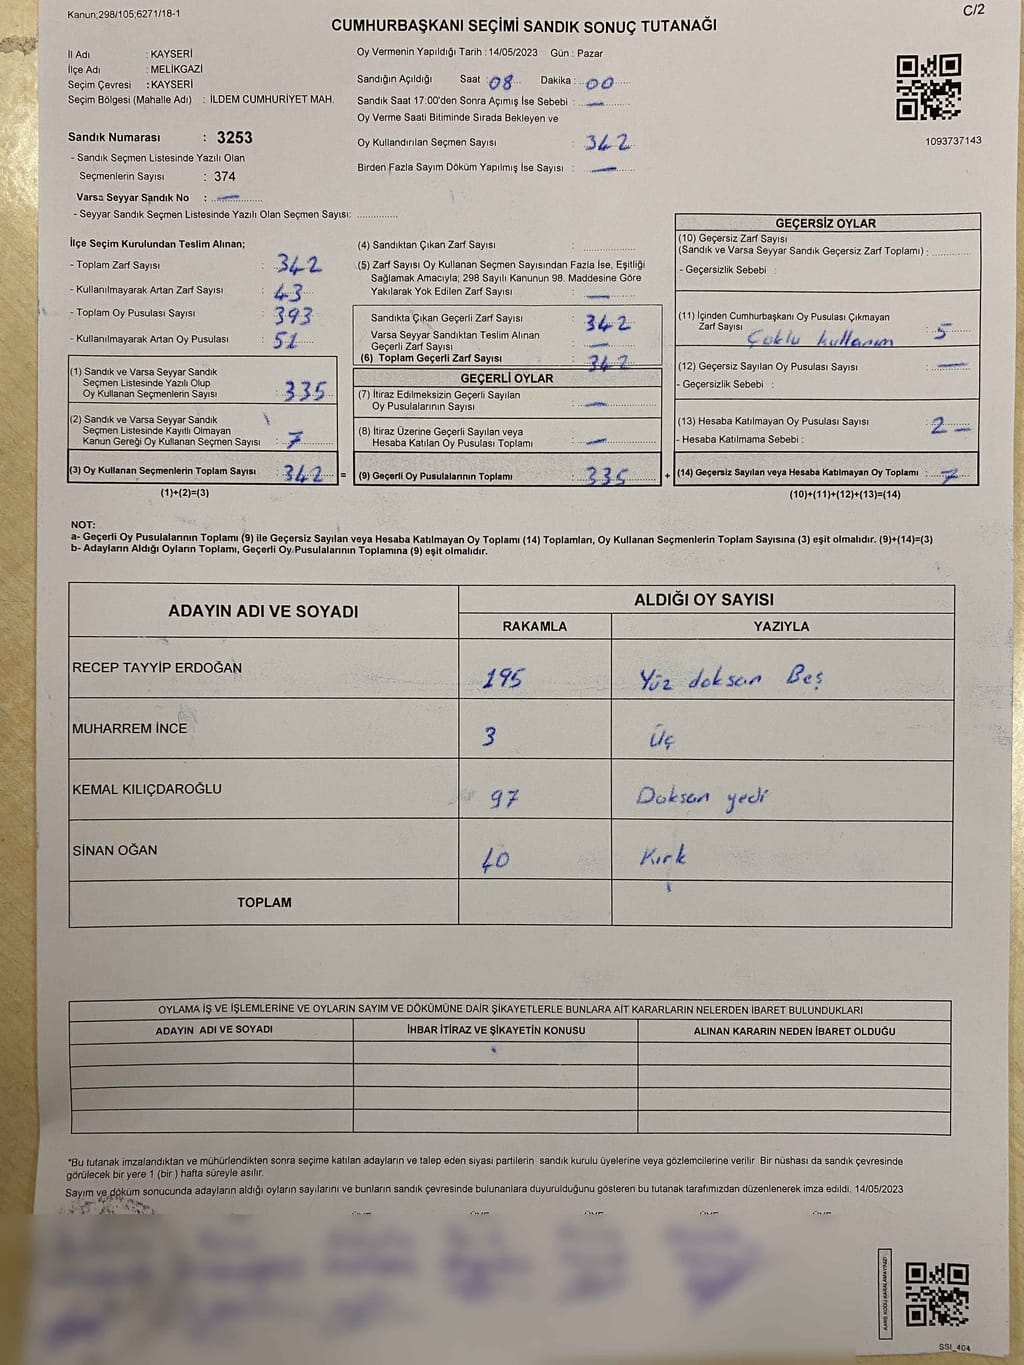 Kanun;298/105;6271/18-1
C/2
CUMHURBAŞKANI SEÇİMİ SANDIK SONUÇ TUTANAĞI
İl Adı : KAYSERİ
İlçe Adı : MELİKGAZİ
Seçim Çevresi : KAYSERİ
Seçim Bölgesi (Mahalle Adı) : İLDEM CUMHURİYET MAH.
Sandık Numarası : 3253
- Sandık Seçmen Listesinde Yazılı Olan
Seçmenlerin Sayısı : 374
Varsa Seyyar Sandık No : —
- Seyyar Sandık Seçmen Listesinde Yazılı Olan Seçmen Sayısı: ..............
Oy Vermenin Yapıldığı Tarih : 14/05/2023 Gün : Pazar
Sandığın Açıldığı Saat : 08 Dakika : 00
Sandık Saat 17:00'den Sonra Açımış İse Sebebi : —
Oy Verme Saati Bitiminde Sırada Bekleyen ve
Oy Kullandırılan Seçmen Sayısı : 342
Birden Fazla Sayım Döküm Yapılmış İse Sayısı : —
1093737143
İlçe Seçim Kurulundan Teslim Alınan;
- Toplam Zarf Sayısı : 342
- Kullanılmayarak Artan Zarf Sayısı : 43
- Toplam Oy Pusulası Sayısı : 393
- Kullanılmayarak Artan Oy Pusulası : 51
(1) Sandık ve Varsa Seyyar Sandık
Seçmen Listesinde Yazılı Olup
Oy Kullanan Seçmenlerin Sayısı : 335
(2) Sandık ve Varsa Seyyar Sandık
Seçmen Listesinde Kayıtlı Olmayan
Kanun Gereği Oy Kullanan Seçmen Sayısı : 7
(3) Oy Kullanan Seçmenlerin Toplam Sayısı : 342 =
(1)+(2)=(3)
(4) Sandıktan Çıkan Zarf Sayısı : ..............
(5) Zarf Sayısı Oy Kullanan Seçmen Sayısından Fazla İse, Eşitliği
Sağlamak Amacıyla; 298 Sayılı Kanunun 98. Maddesine Göre
Yakılarak Yok Edilen Zarf Sayısı : —
Sandıkta Çıkan Geçerli Zarf Sayısı : 342
Varsa Seyyar Sandıktan Teslim Alınan
Geçerli Zarf Sayısı : —
(6) Toplam Geçerli Zarf Sayısı : 342
GEÇERLİ OYLAR
(7) İtiraz Edilmeksizin Geçerli Sayılan
Oy Pusulalarının Sayısı : —
(8) İtiraz Üzerine Geçerli Sayılan veya
Hesaba Katılan Oy Pusulası Toplamı : —
(9) Geçerli Oy Pusulalarının Toplamı : 335 +
GEÇERSİZ OYLAR
(10) Geçersiz Zarf Sayısı
(Sandık ve Varsa Seyyar Sandık Geçersiz Zarf Toplamı) : ..........
- Geçersizlik Sebebi :
(11) İçinden Cumhurbaşkanı Oy Pusulası Çıkmayan
Zarf Sayısı : 5
Çoklu kullanım
(12) Geçersiz Sayılan Oy Pusulası Sayısı : —
- Geçersizlik Sebebi :
(13) Hesaba Katılmayan Oy Pusulası Sayısı : 2 —
- Hesaba Katılmama Sebebi :
(14) Geçersiz Sayılan veya Hesaba Katılmayan Oy Toplamı : 7
(10)+(11)+(12)+(13)=(14)
NOT:
a- Geçerli Oy Pusulalarının Toplamı (9) ile Geçersiz Sayılan veya Hesaba Katılmayan Oy Toplamı (14) Toplamları, Oy Kullanan Seçmenlerin Toplam Sayısına (3) eşit olmalıdır. (9)+(14)=(3)
b- Adayların Aldığı Oyların Toplamı, Geçerli Oy Pusulalarının Toplamına (9) eşit olmalıdır.
ADAYIN ADI VE SOYADI ALDIĞI OY SAYISI
RAKAMLA YAZIYLA
RECEP TAYYİP ERDOĞAN 195 Yüz doksan Beş
MUHARREM İNCE 3 Üç
KEMAL KILIÇDAROĞLU 97 Doksan yedi
SİNAN OĞAN 40 Kırk
TOPLAM
OYLAMA İŞ VE İŞLEMLERİNE VE OYLARIN SAYIM VE DÖKÜMÜNE DAİR ŞİKAYETLERLE BUNLARA AİT KARARLARIN NELERDEN İBARET BULUNDUKLARI
ADAYIN ADI VE SOYADI İHBAR İTİRAZ VE ŞİKAYETİN KONUSU ALINAN KARARIN NEDEN İBARET OLDUĞU
*Bu tutanak imzalandıktan ve mühürlendikten sonra seçime katılan adayların ve talep eden siyasi partilerin sandık kurulu üyelerine veya gözlemcilerine verilir. Bir nüshası da sandık çevresinde
görülecek bir yere 1 (bir) hafta süreyle asılır.
Sayım ve döküm sonucunda adayların aldığı oyların sayılarını ve bunların sandık çevresinde bulunanlara duyurulduğunu gösteren bu tutanak tarafımızdan düzenlenerek imza edildi. 14/05/2023
KARE KODU KARALAMAYINIZ!
SSİ_404